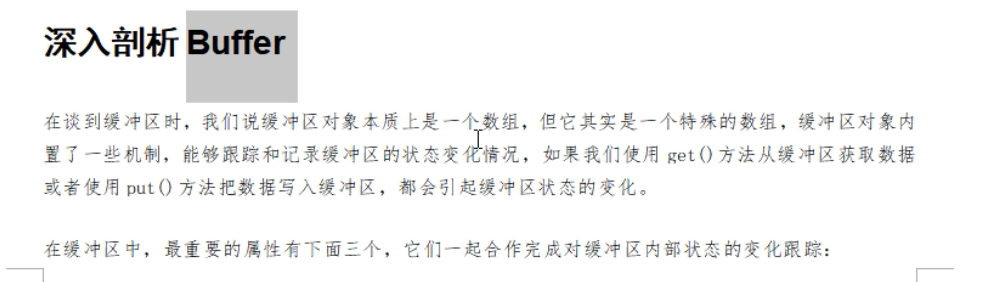 深入剖析 Buffer
在谈到缓冲区时，我们说缓冲区对象本质上是一个数组，但它其实是一个特殊的数组，缓冲区对象内
置了一些机制，能够跟踪和记录缓冲区的状态变化情况，如果我们使用 get()方法从缓冲区获取数据
或者使用 put()方法把数据写入缓冲区，都会引起缓冲区状态的变化。
在缓冲区中，最重要的属性有下面三个，它们一起合作完成对缓冲区内部状态的变化跟踪：